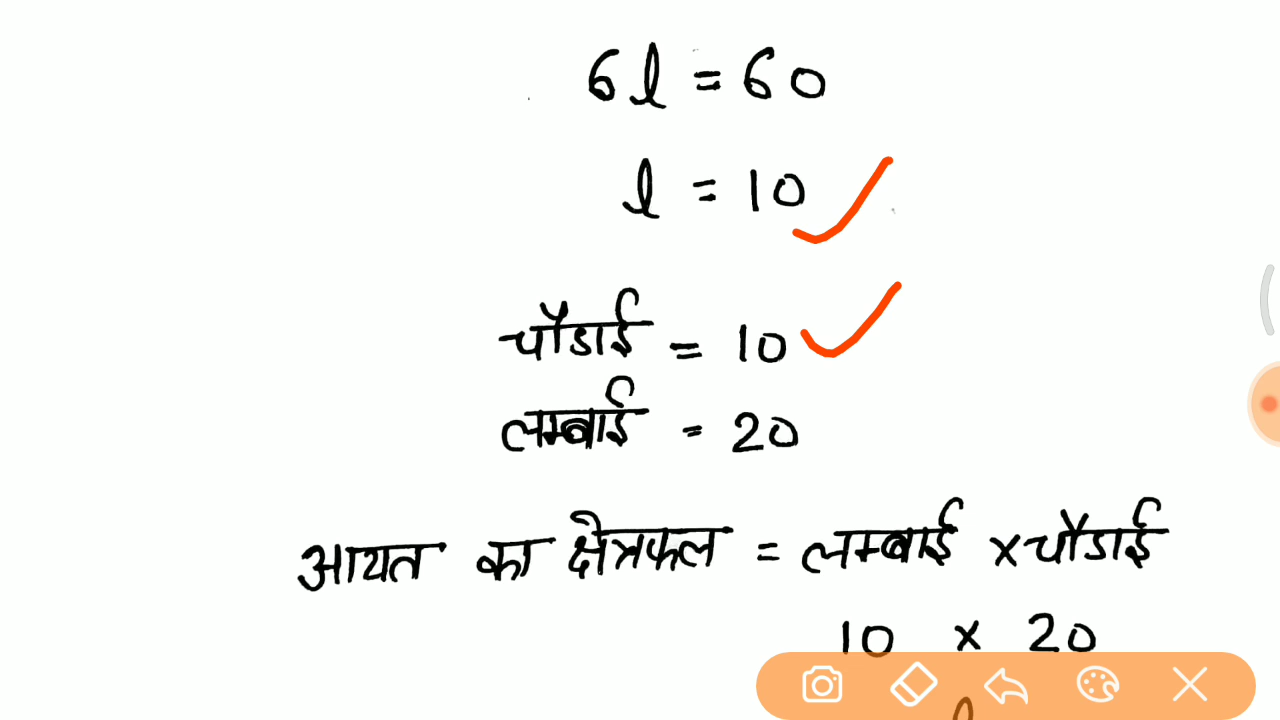 6l = 60
l = 10
चौडाई = 10
लम्बाई = 20
आयत का क्षैत्रफल = लम्बाई × चौडाई
10 × 20